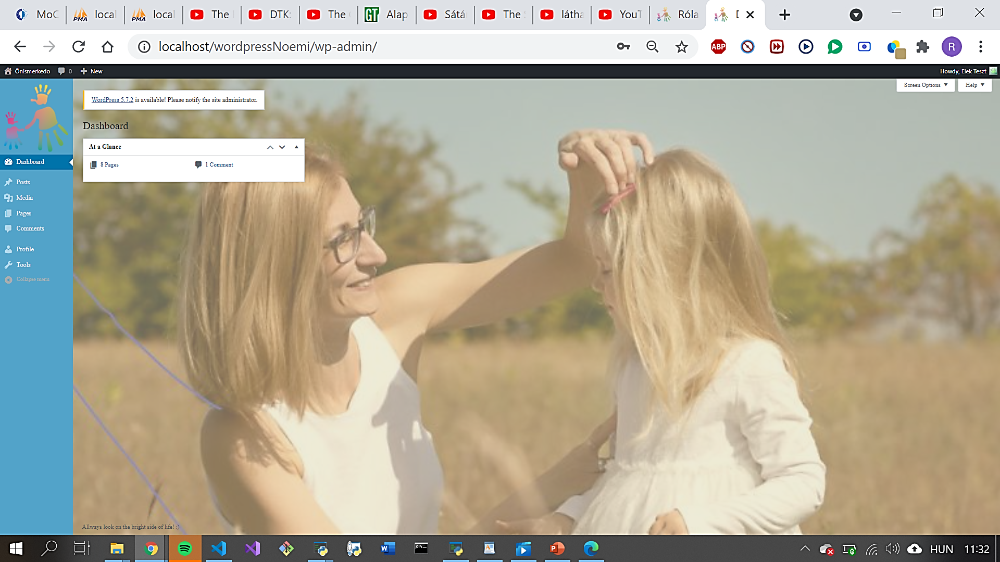 MoC
local
local
The
DTK:
The
GT Alap
Sátá
The
látha
YouT
Róla
D
localhost/wordpressNoemi/wp-admin/
ABP
R
Önismerkedo 0 New
Howdy, Elek Teszt
Screen Options
Help
WordPress 5.7.2 is available! Please notify the site administrator.
Dashboard
At a Glance
8 Pages
1 Comment
Dashboard
Posts
Media
Pages
Comments
Profile
Tools
Collapse menu
Allways look on the bright side of life! :)
HUN 11:32